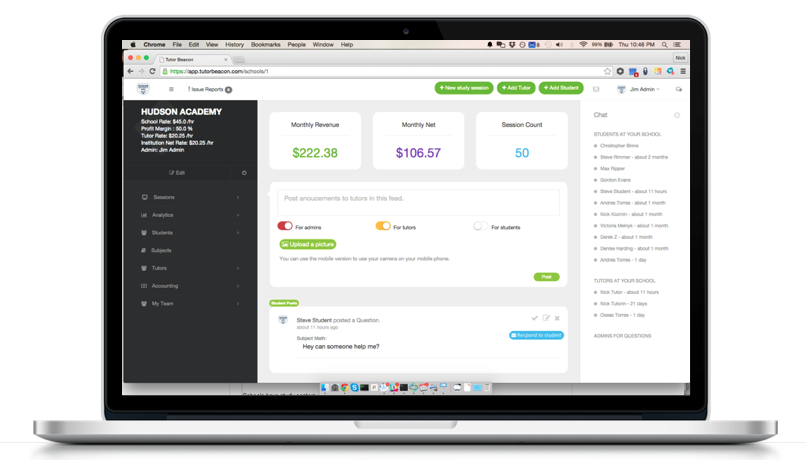 Chrome File Edit View History Bookmarks People Window Help
99% Thu 10:46 PM
Tutor Beacon
Nick
https://app.tutorbeacon.com/schools/1
! Issue Reports
+ New study session
+ Add Tutor
+ Add Student
Jim Admin
HUDSON ACADEMY
School Rate: $45.0 /hr
Profit Margin : 50.0 %
Tutor Rate: $20.25 /hr
Institution Net Rate: $20.25 /hr
Admin: Jim Admin
Edit
Sessions
Analytics
Students
Subjects
Tutors
Accounting
My Team
Monthly Revenue
$222.38
Monthly Net
$106.57
Session Count
50
Post anoucements to tutors in this feed.
For admins
For tutors
For students
Upload a picture
You can use the mobile version to use your camera on your mobile phone.
Post
Student Posts
Steve Student posted a Question.
about 11 hours ago
Subject Math:
Hey can someone help me?
Respond to student
Chat
STUDENTS AT YOUR SCHOOL
Christopher Binns
Steve Rimmer - about 2 months
Max Ripper
Gordon Evans
Steve Student - about 11 hours
Andres Torres - about 1 month
Nick Kozmin - about 1 month
Victoria Melnyx - about 1 month
Derek Z - about 1 month
Denise Harding - about 1 month
Andres Torres - 1 day
TUTORS AT YOUR SCHOOL
Nick Tutor - about 11 hours
Nick Tutorin - 21 days
Deeas Torres - 1 day
ADMINS FOR QUESTIONS